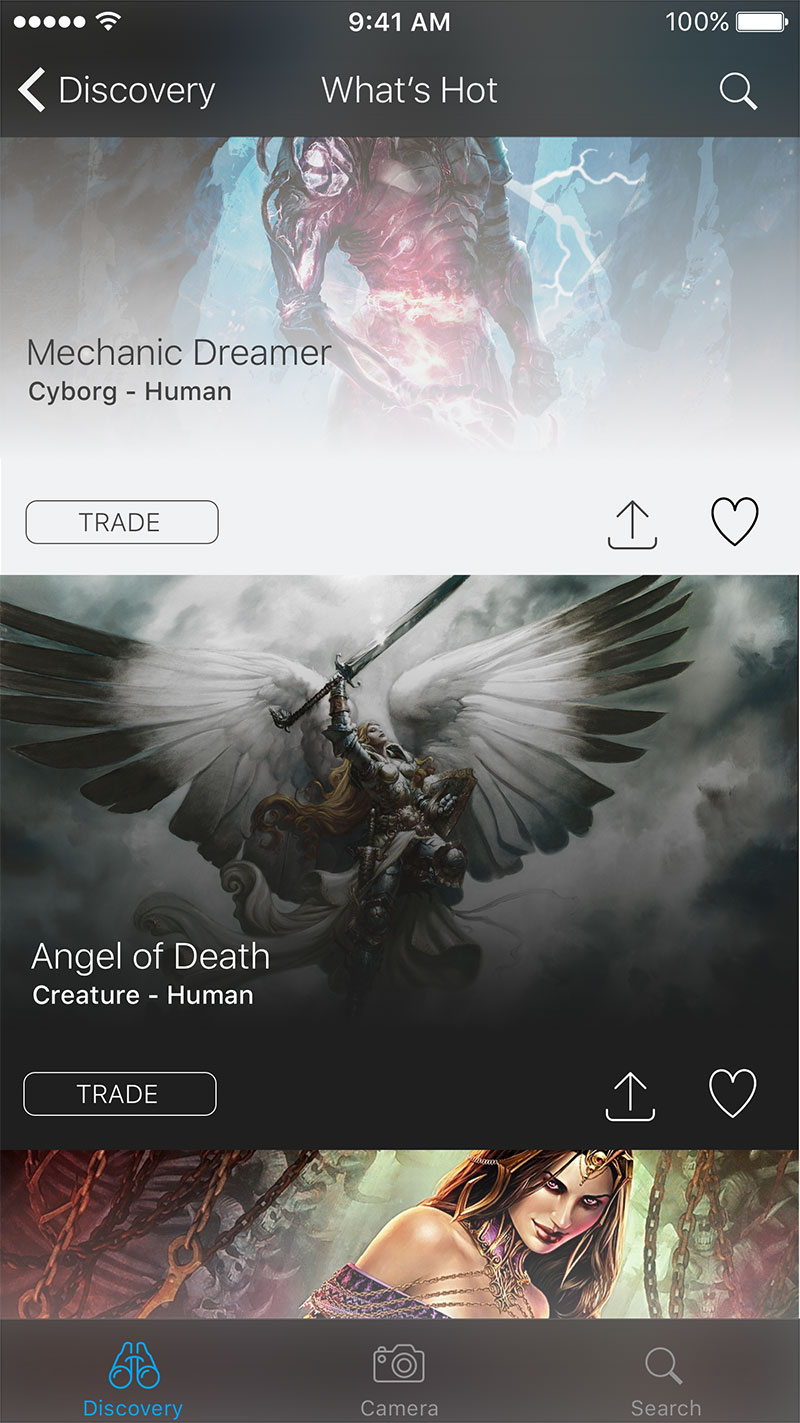 9:41 AM
100%
Discovery
What's Hot
Mechanic Dreamer
Cyborg - Human
TRADE
Angel of Death
Creature - Human
TRADE
Discovery
Camera
Search